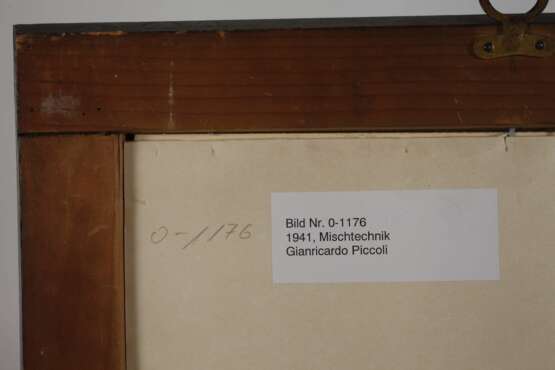 0-1176
Bild Nr. 0-1176
1941, Mischtechnik
Gianricardo Piccoli